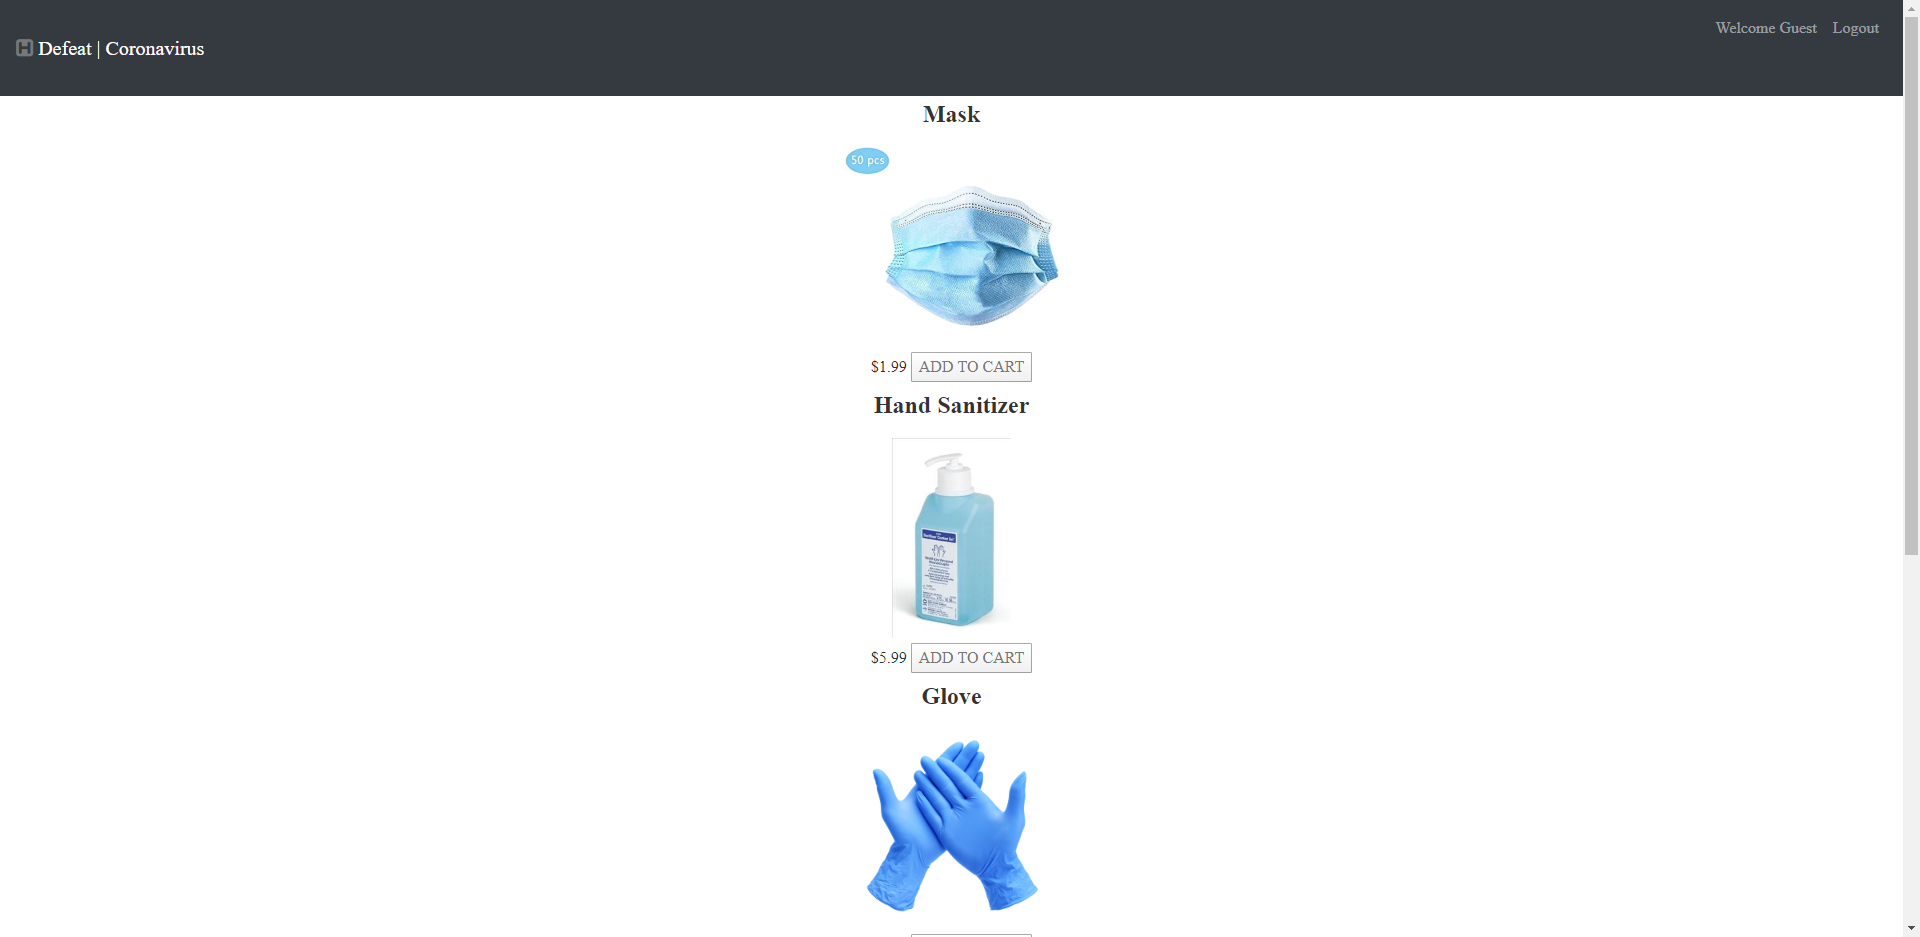 H Defeat | Coronavirus
Welcome Guest Logout
Mask
50 pcs
$1.99 ADD TO CART
Hand Sanitizer
$5.99 ADD TO CART
Glove